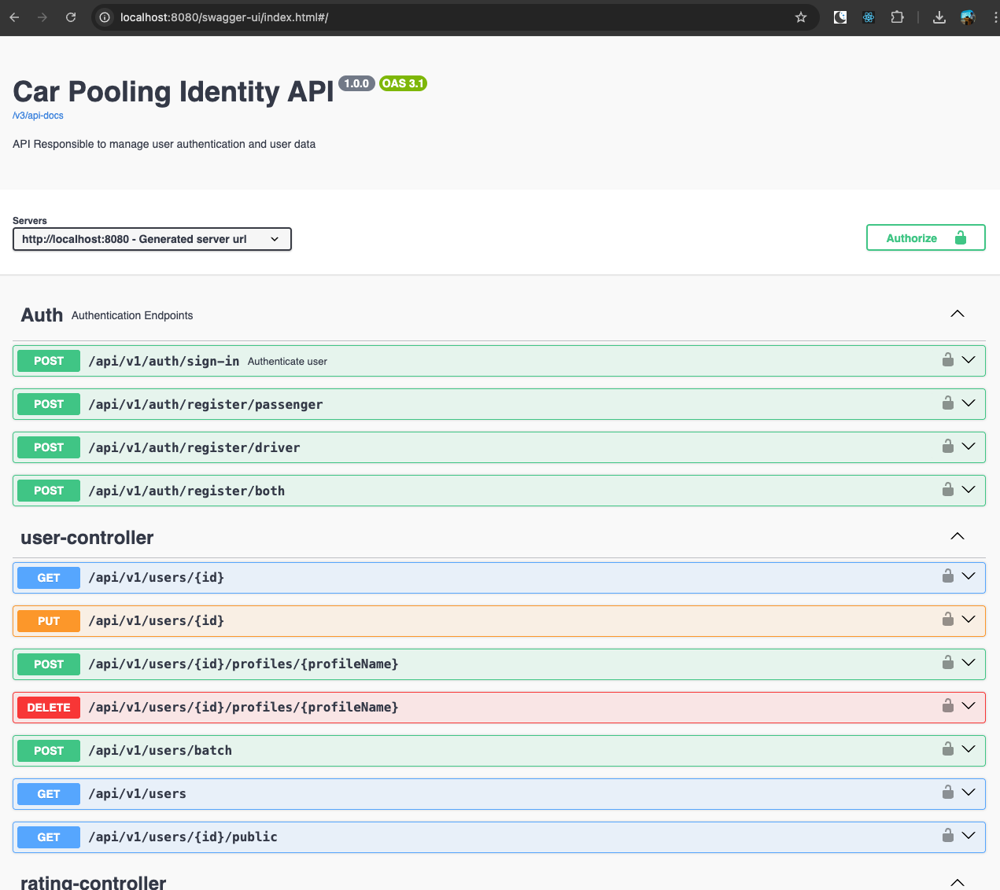 localhost:8080/swagger-ui/index.html#/
Car Pooling Identity API 1.0.0 OAS 3.1
/v3/api-docs
API Responsible to manage user authentication and user data
Servers
http://localhost:8080 - Generated server url
Authorize
Auth Authentication Endpoints
POST /api/v1/auth/sign-in Authenticate user
POST /api/v1/auth/register/passenger
POST /api/v1/auth/register/driver
POST /api/v1/auth/register/both
user-controller
GET /api/v1/users/{id}
PUT /api/v1/users/{id}
POST /api/v1/users/{id}/profiles/{profileName}
DELETE /api/v1/users/{id}/profiles/{profileName}
POST /api/v1/users/batch
GET /api/v1/users
GET /api/v1/users/{id}/public
rating-controller